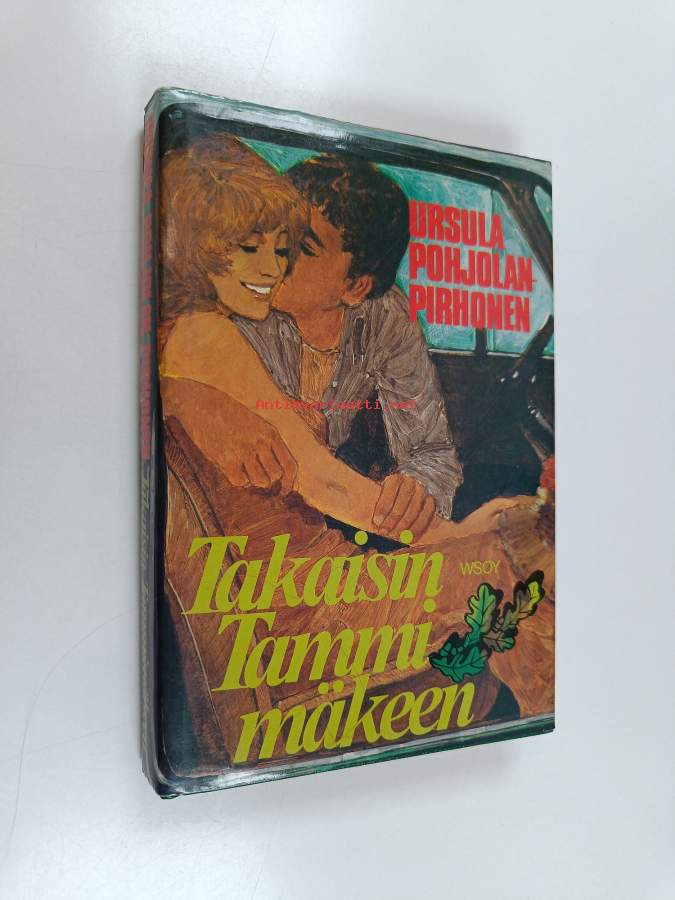 URSULA
POHJOLAN-
PIRHONEN
Antikvariaatti.net
Takaisin
WSOY
Tammi
mäkeen